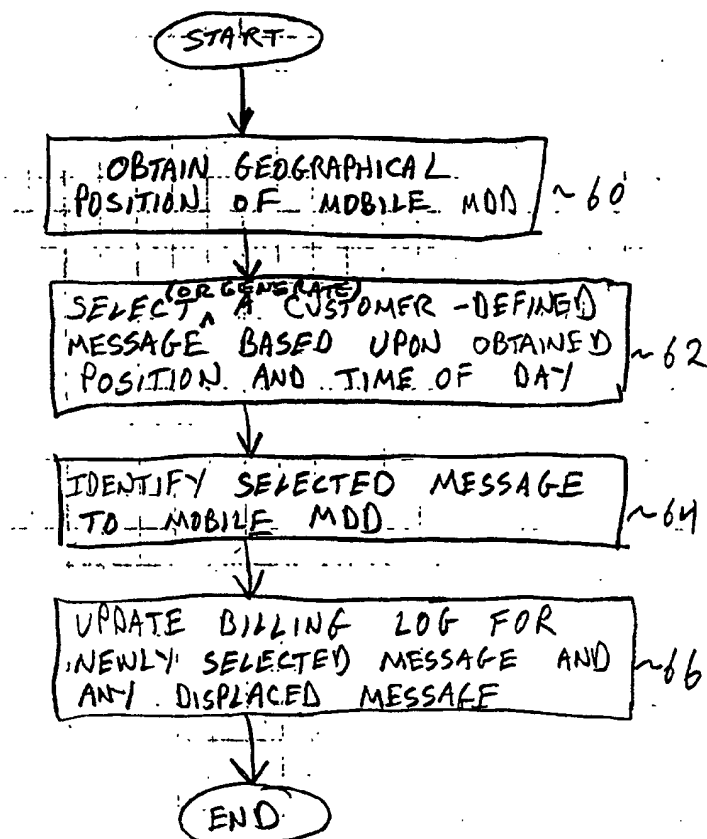 START
OBTAIN GEOGRAPHICAL
POSITION OF MOBILE MDD ~60
(OR GENERATE)
SELECT ^ A CUSTOMER-DEFINED
MESSAGE BASED UPON OBTAINED ~62
POSITION AND TIME OF DAY
IDENTIFY SELECTED MESSAGE
TO MOBILE MDD ~64
UPDATE BILLING LOG FOR
NEWLY SELECTED MESSAGE AND ~66
ANY DISPLACED MESSAGE
END